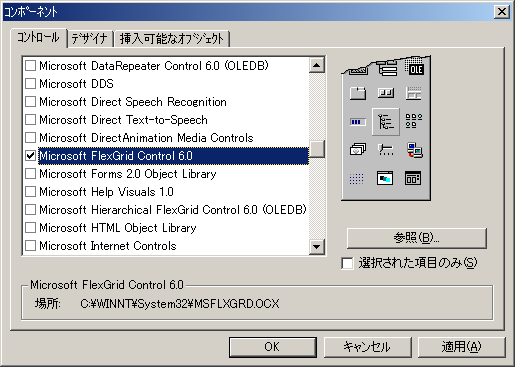 コンポーネント
コントロール デザイナ 挿入可能なオブジェクト
Microsoft DataRepeater Control 6.0 (OLEDB)
Microsoft DDS
Microsoft Direct Speech Recognition
Microsoft Direct Text-to-Speech
Microsoft DirectAnimation Media Controls
Microsoft FlexGrid Control 6.0
Microsoft Forms 2.0 Object Library
Microsoft Help Visuals 1.0
Microsoft Hierarchical FlexGrid Control 6.0 (OLEDB)
Microsoft HTML Object Library
Microsoft Internet Controls
OLE
参照(B)...
選択された項目のみ(S)
Microsoft FlexGrid Control 6.0
場所: C:¥WINNT¥System32¥MSFLXGRD.OCX
OK キャンセル 適用(A)